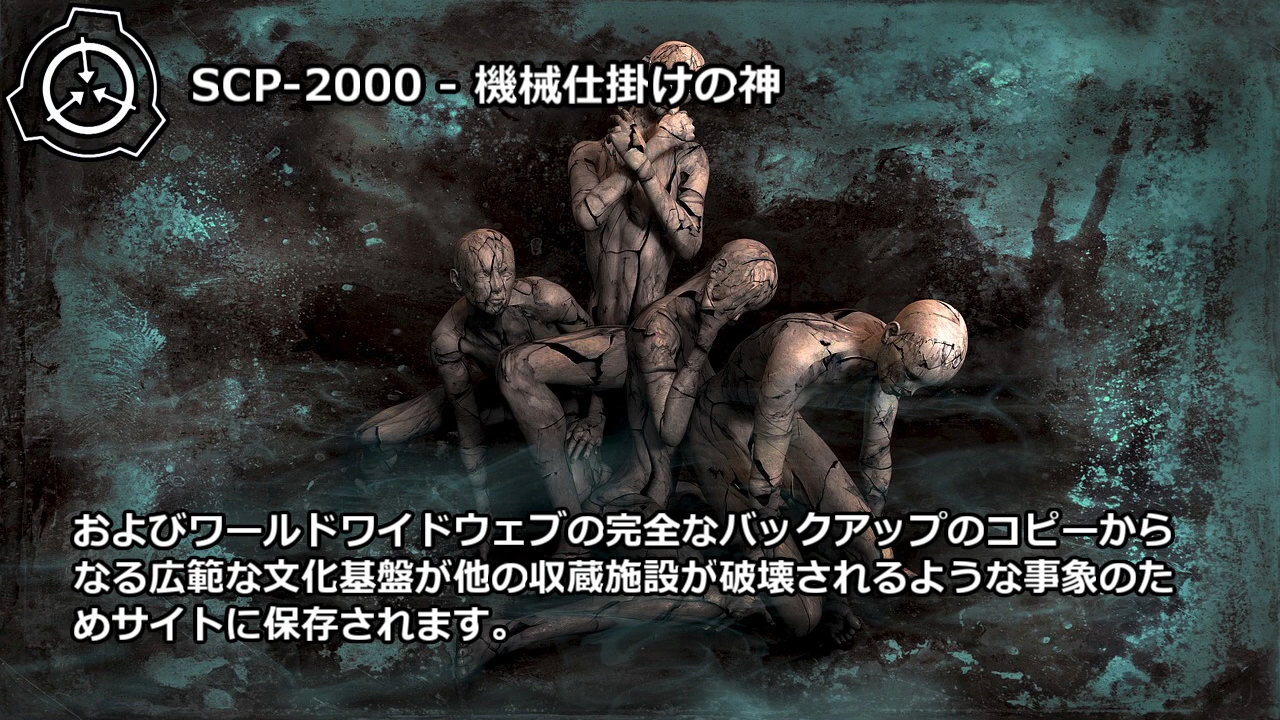 SCP-2000 - 機械仕掛けの神
およびワールドワイドウェブの完全なバックアップのコピーから
なる広範な文化基盤が他の収蔵施設が破壊されるような事象のた
めサイトに保存されます。